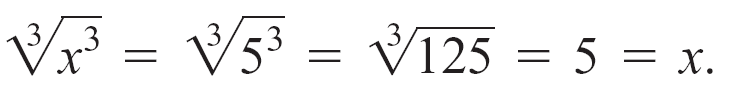 ∛x³ = ∛5³ = ∛125 = 5 = x.